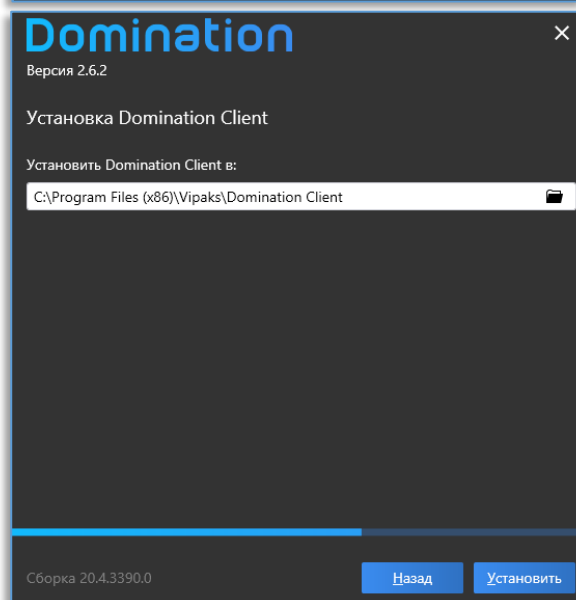 Domination
Версия 2.6.2
Установка Domination Client
Установить Domination Client в:
C:\Program Files (x86)\Vipaks\Domination Client
Сборка 20.4.3390.0
Назад
Установить